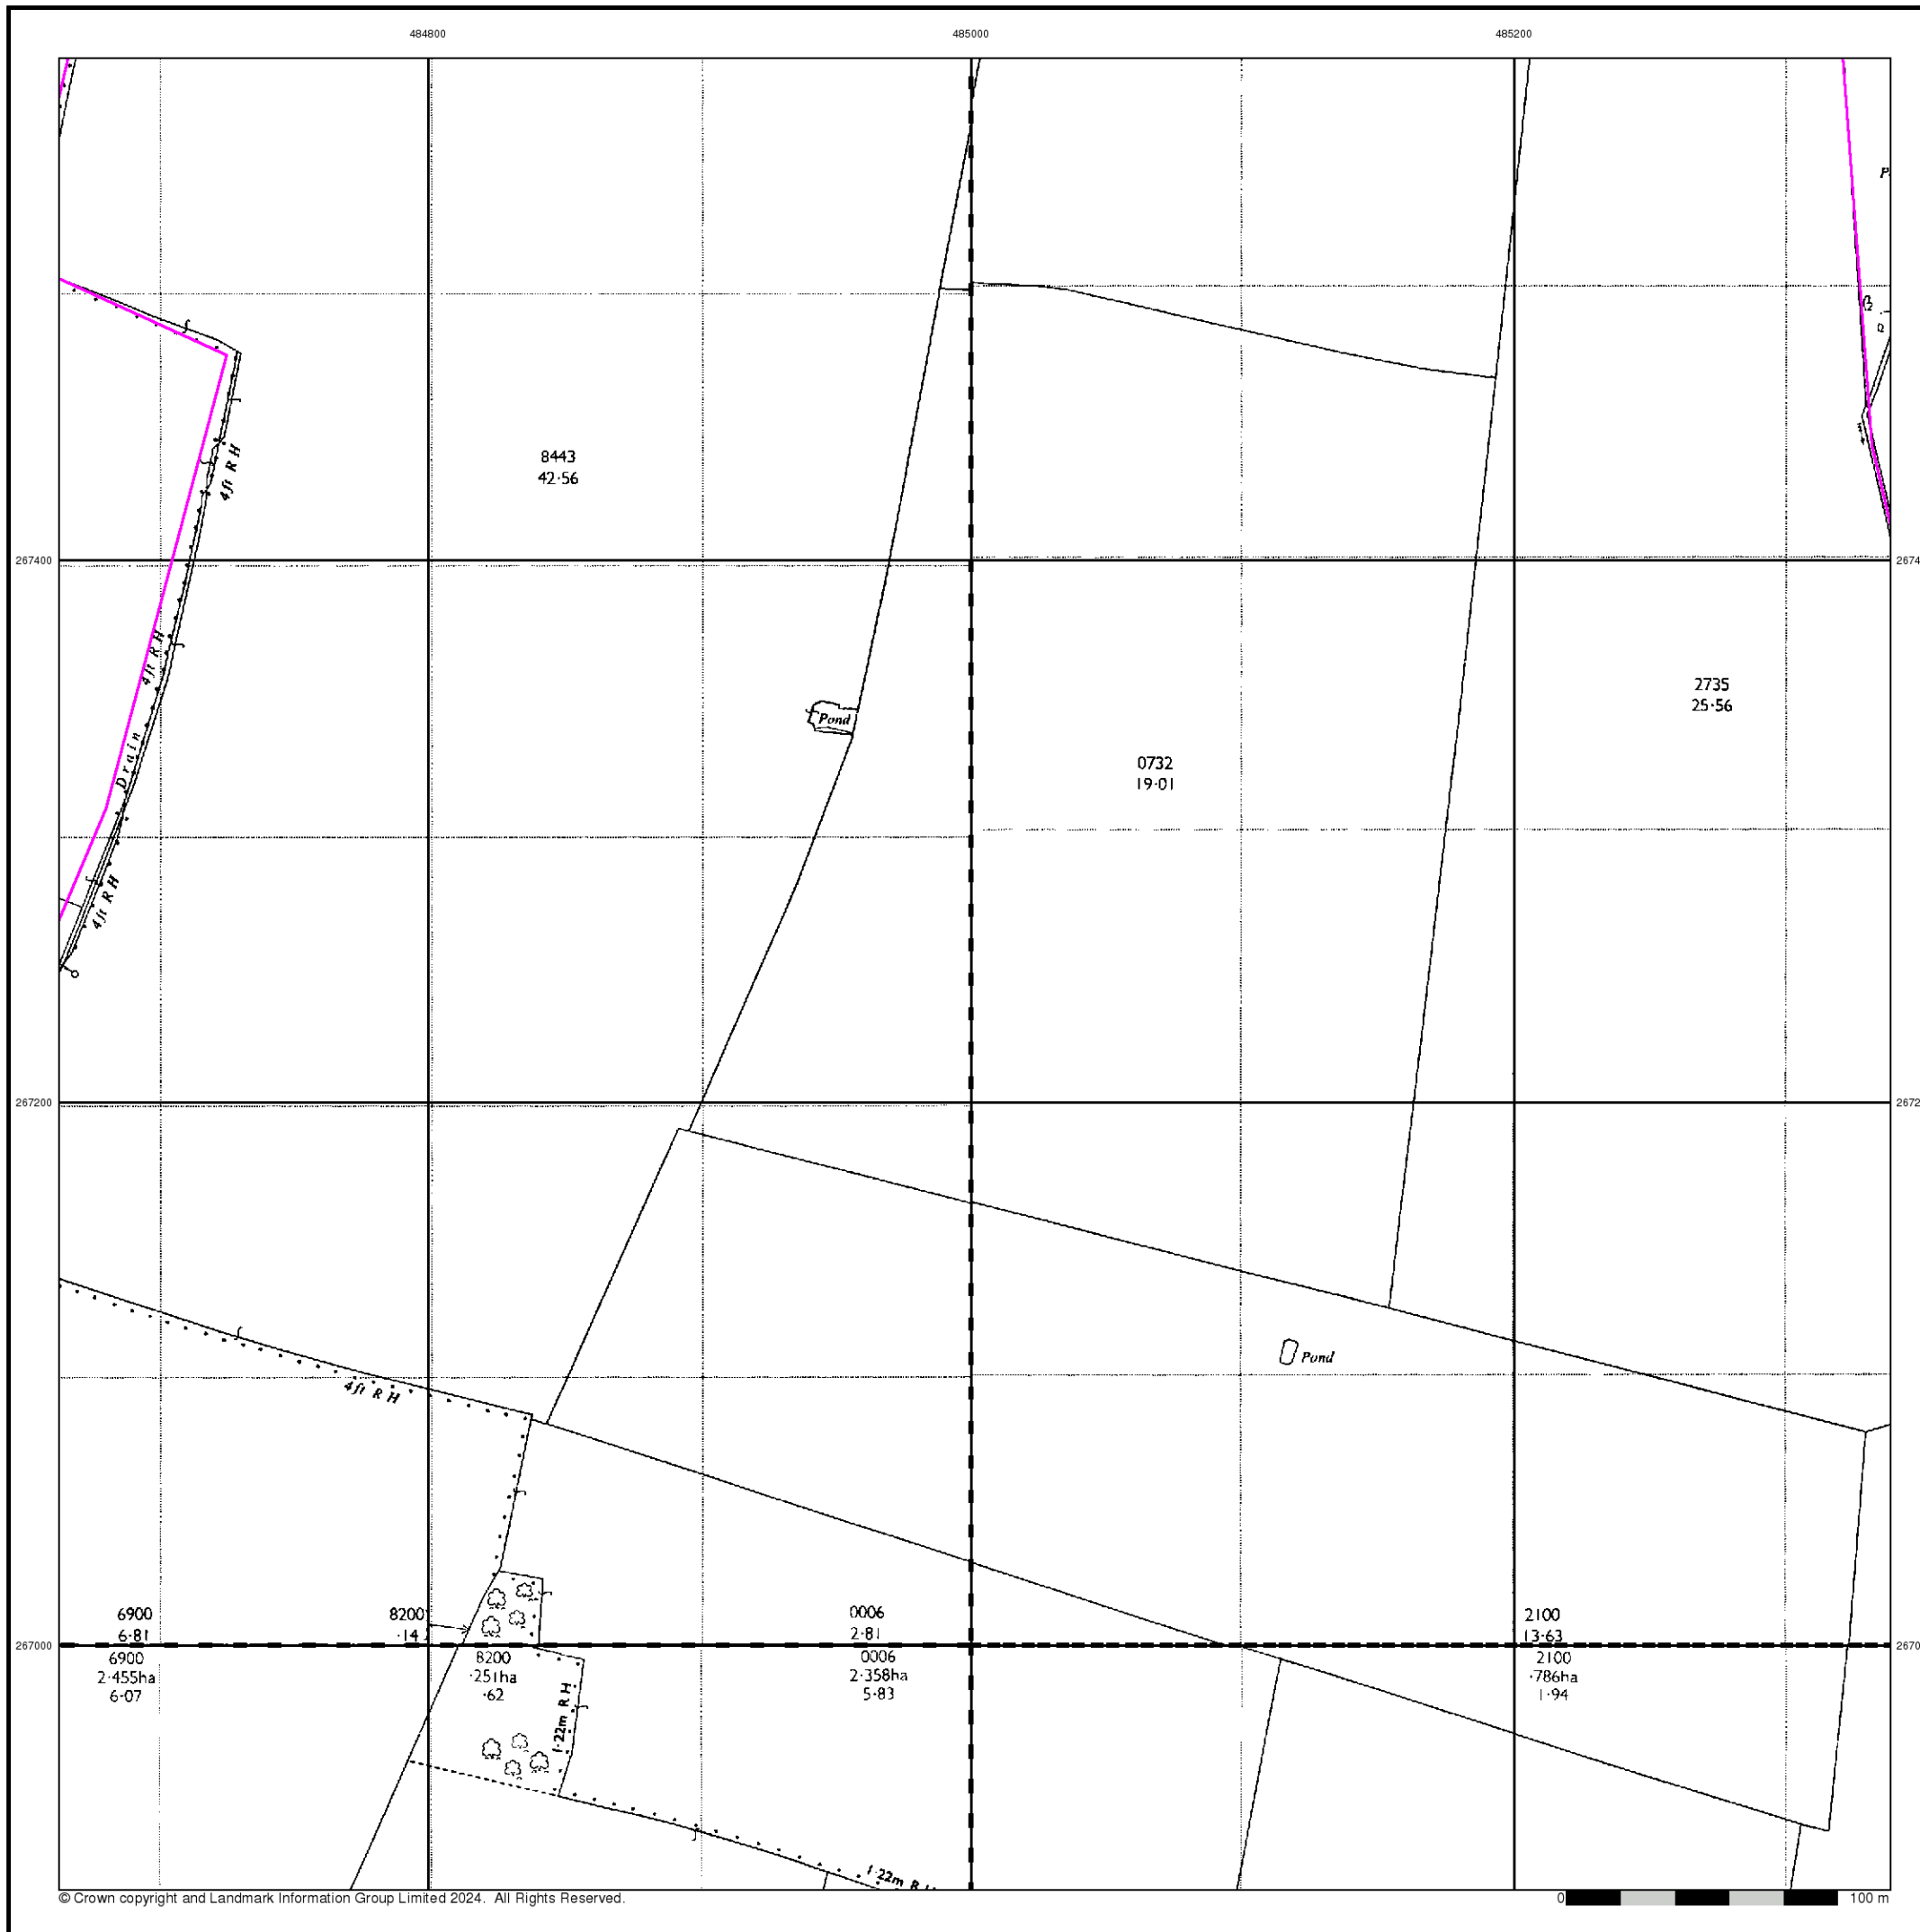 484800
485000
485200
P
4ft R H
8443
42·56
267400
2674
4ft R H
2735
25·56
Pond
Drain
0732
19·01
4ft R H
267200
2672
Pond
4ft R H
6900
6·81
8200
·14
0006
2·81
2100
13·63
267000
2670
6900
2·455ha
6·07
8200
·251ha
·62
0006
2·358ha
5·83
2100
·786ha
1·94
1·22m R H
1·22m R H
© Crown copyright and Landmark Information Group Limited 2024. All Rights Reserved.
0 100 m